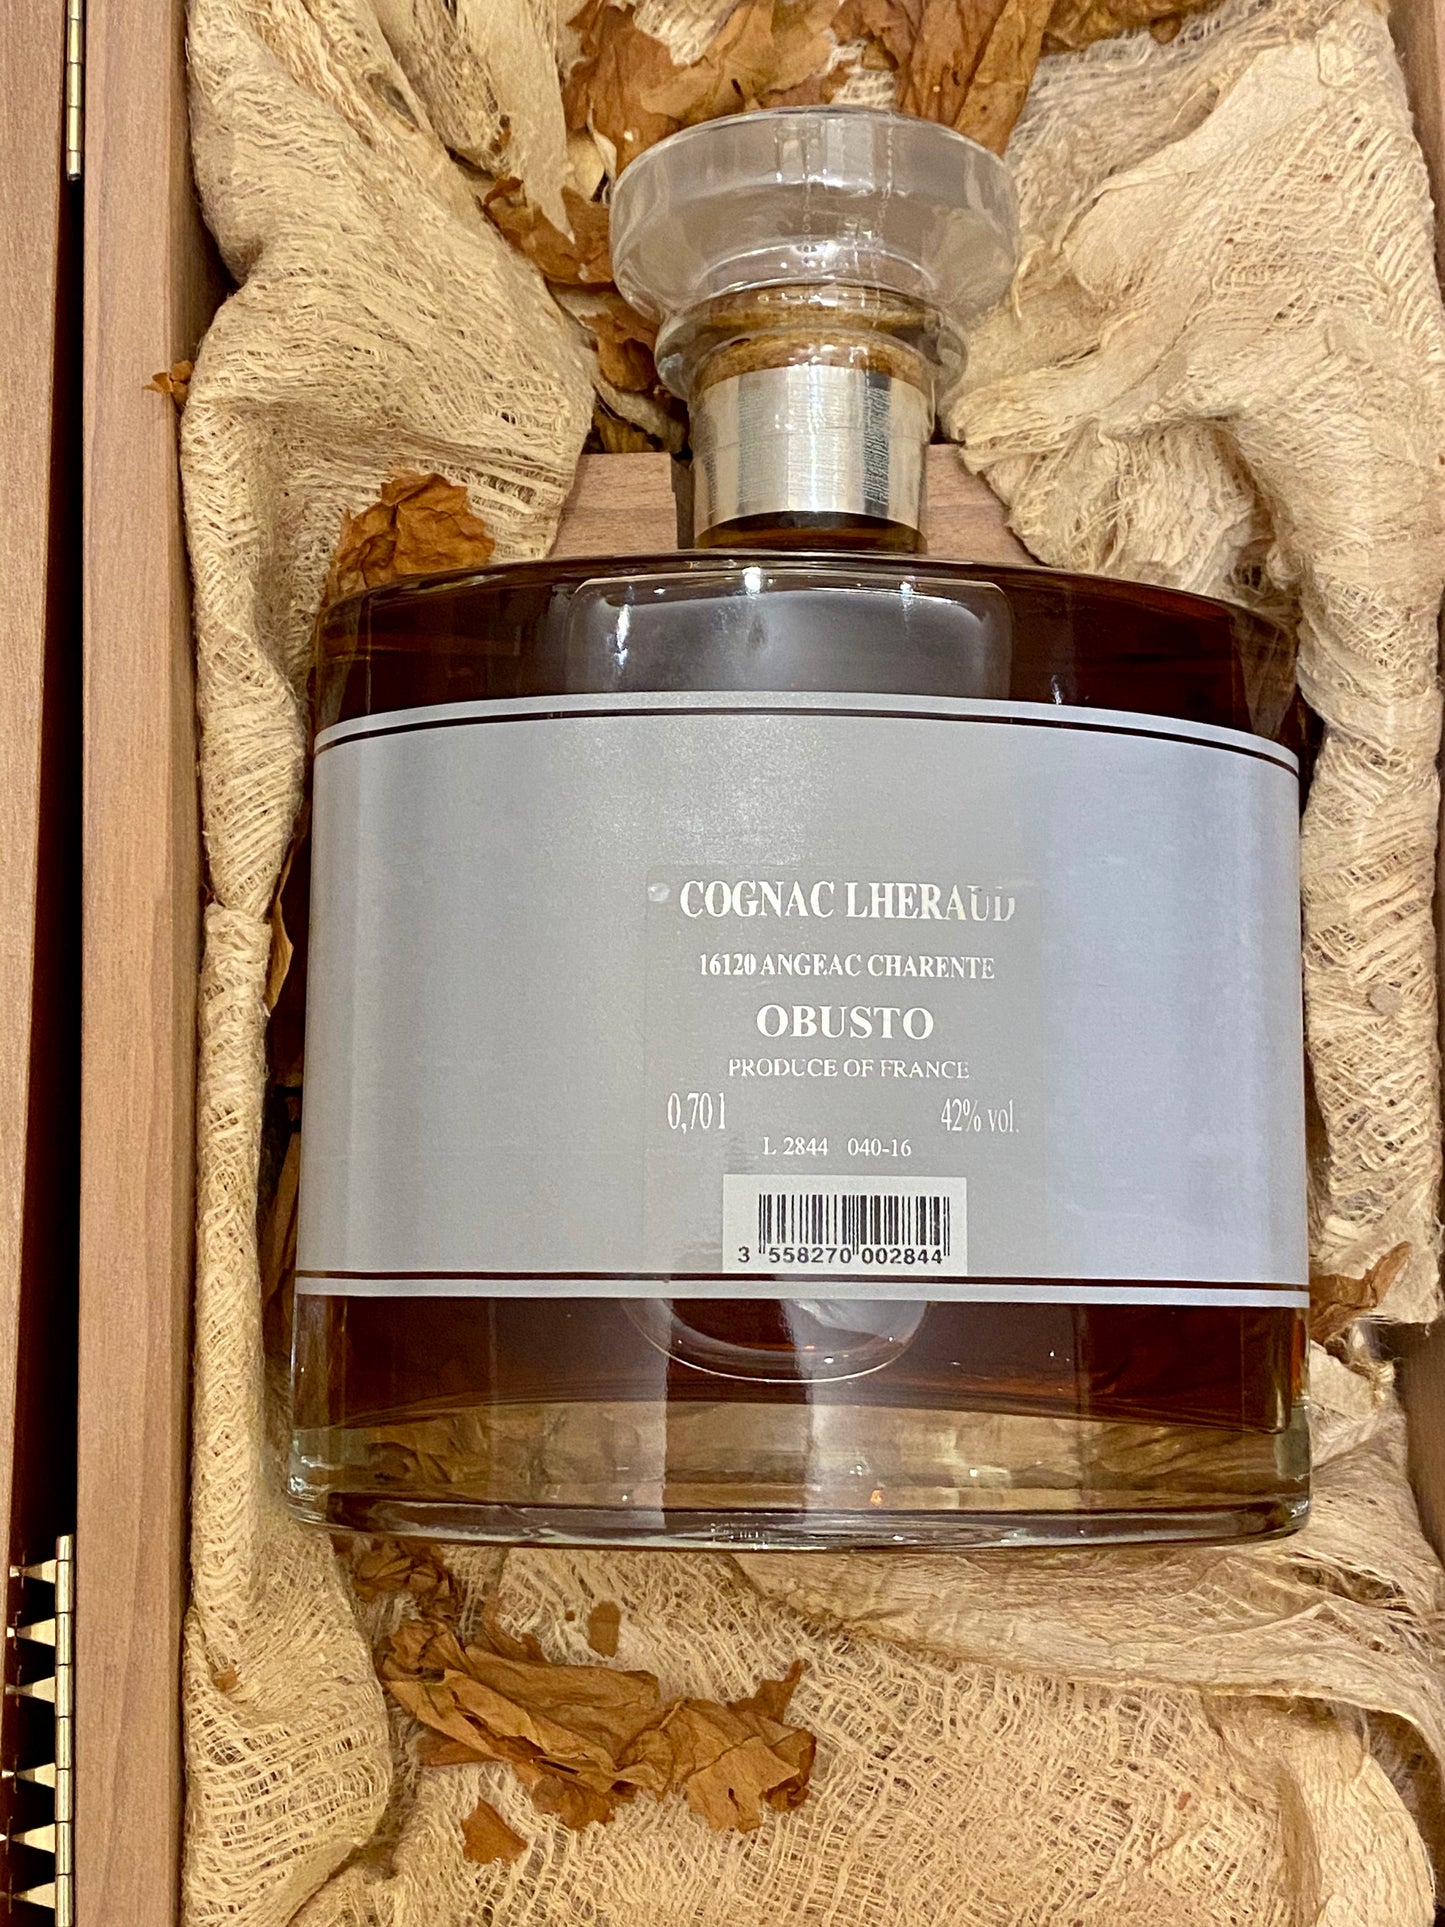 COGNAC LHERAUD
16120 ANGEAC CHARENTE
OBUSTO
PRODUCE OF FRANCE
0,70 l 42% vol.
L 2844 040-16
3 558270 002844